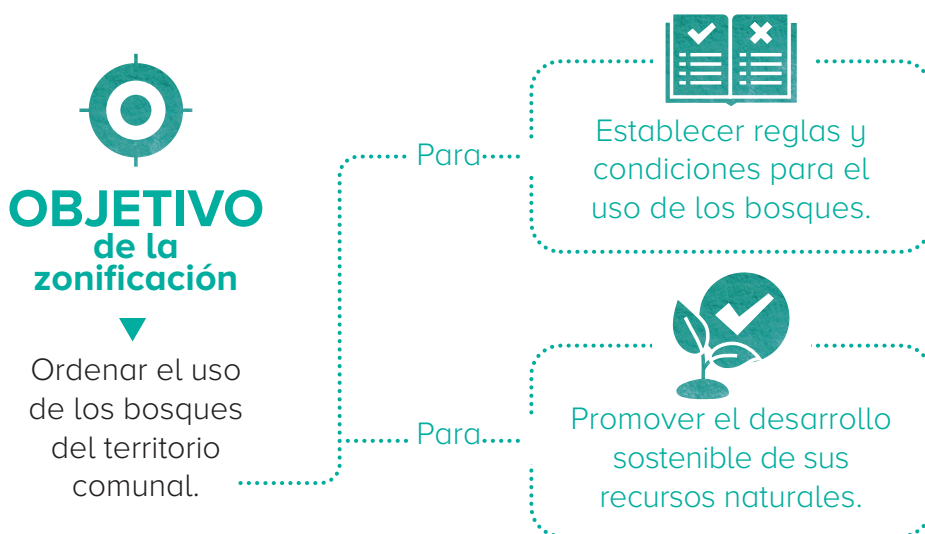 OBJETIVO
de la
zonificación
Ordenar el uso
de los bosques
del territorio
comunal.
Para
Establecer reglas y
condiciones para el
uso de los bosques.
Para
Promover el desarrollo
sostenible de sus
recursos naturales.